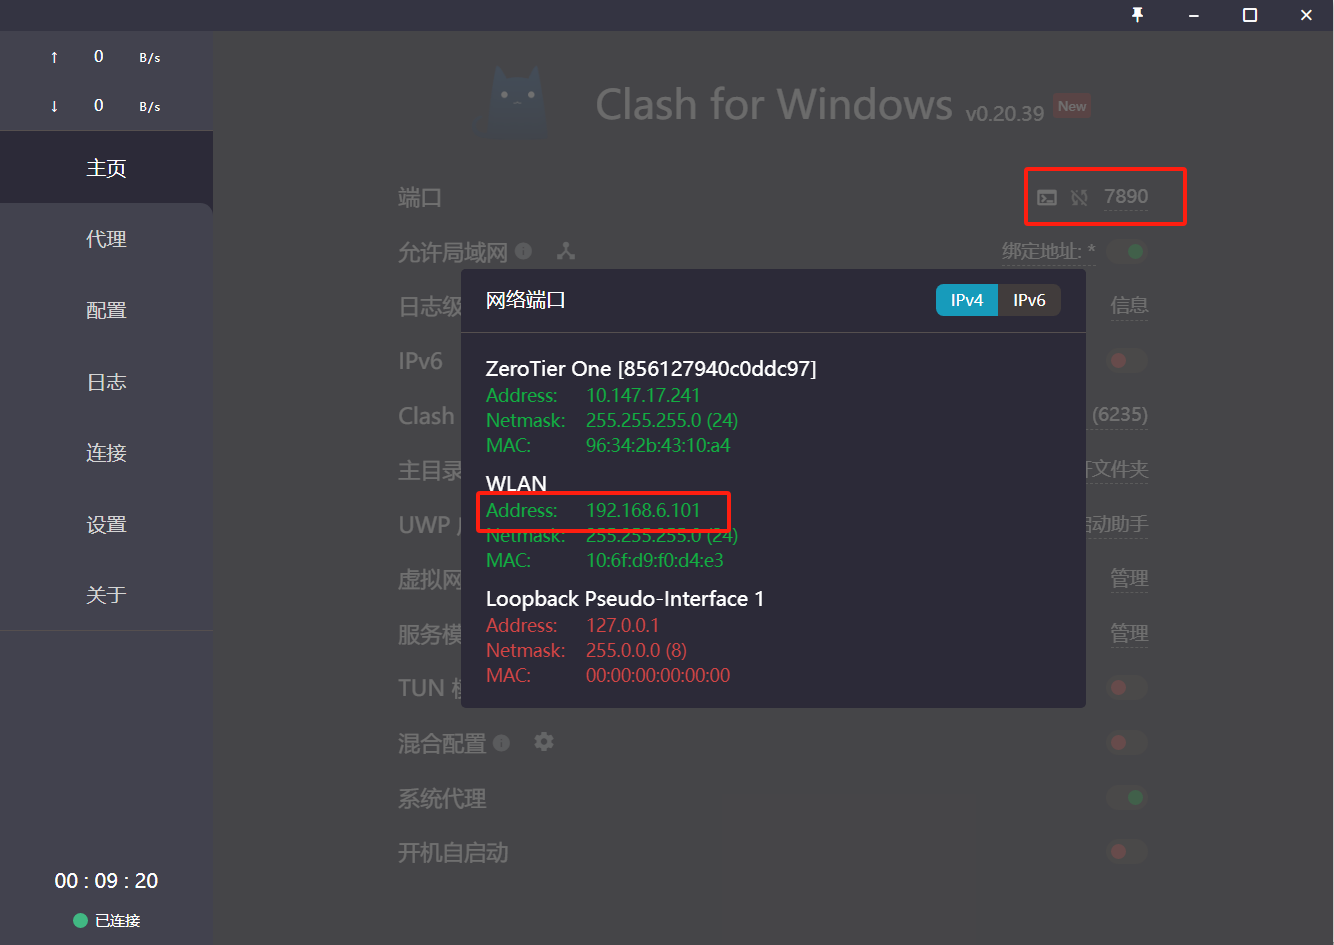 ↑ 0 B/s
↓ 0 B/s
主页
代理
配置
日志
连接
设置
关于
00 : 09 : 20
已连接
Clash for Windows v0.20.39 New
端口 7890
允许局域网 绑定地址: *
日志级 信息
IPv6
Clash (6235)
主目录 文件夹
UWP 启动助手
虚拟网 管理
服务模 管理
TUN
混合配置
系统代理
开机自启动
网络端口 IPv4 IPv6
ZeroTier One [856127940c0ddc97]
Address: 10.147.17.241
Netmask: 255.255.255.0 (24)
MAC: 96:34:2b:43:10:a4
WLAN
Address: 192.168.6.101
Netmask: 255.255.255.0 (24)
MAC: 10:6f:d9:f0:d4:e3
Loopback Pseudo-Interface 1
Address: 127.0.0.1
Netmask: 255.0.0.0 (8)
MAC: 00:00:00:00:00:00